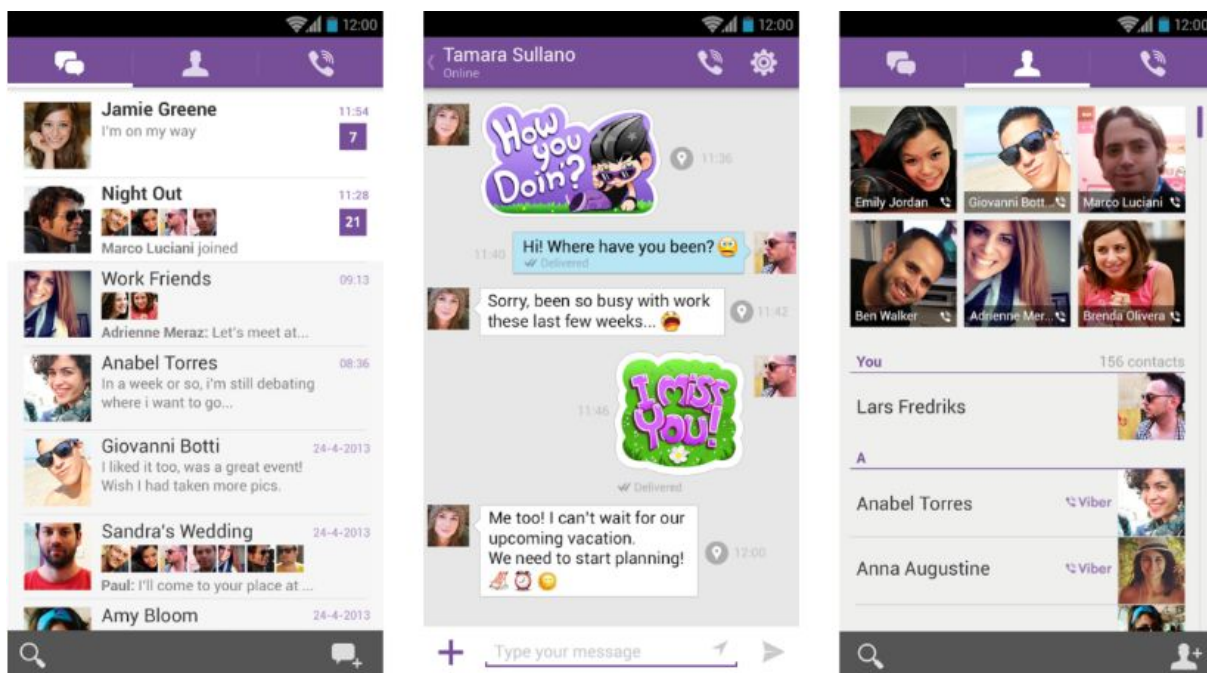 12:00
Jamie Greene
11:54
I'm on my way
7
Night Out
11:28
21
Marco Luciani joined
Work Friends
09:13
Adrienne Meraz: Let's meet at...
Anabel Torres
08:36
In a week or so, i'm still debating
where i want to go...
Giovanni Botti
24-4-2013
I liked it too, was a great event!
Wish I had taken more pics.
Sandra's Wedding
24-4-2013
Paul: I'll come to your place at ...
Amy Bloom
24-4-2013
12:00
Tamara Sullano
Online
How
you
Doin'?
11:36
Hi! Where have you been?
11:40
Delivered
Sorry, been so busy with work
these last few weeks...
11:42
I miss
You!
11:46
Delivered
Me too! I can't wait for our
upcoming vacation.
We need to start planning!
12:00
Type your message
12:00
Emily Jordan
Giovanni Bott...
Marco Luciani
Ben Walker
Adrienne Mer...
Brenda Olivera
You
156 contacts
Lars Fredriks
A
Anabel Torres
Viber
Anna Augustine
Viber